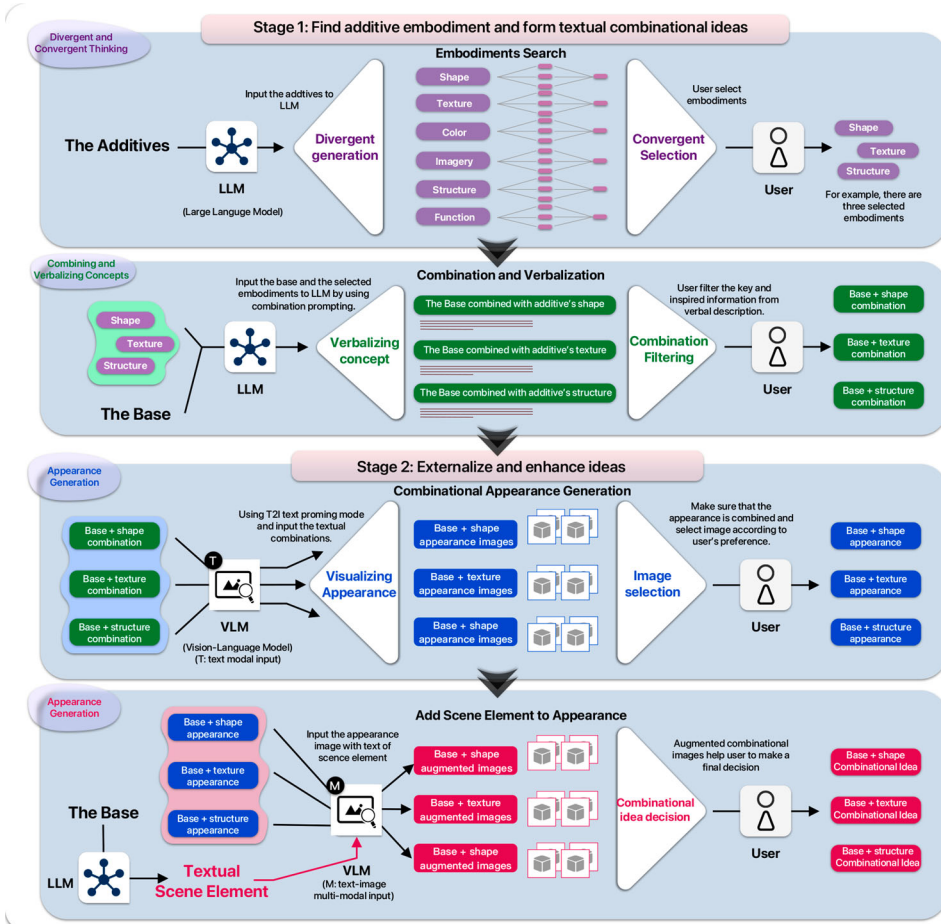 Stage 1: Find additive embodiment and form textual combinational ideas
Divergent and
Convergent Thinking
Embodiments Search
Input the addtives to
LLM
The Additives
LLM
(Large Languge Model)
Divergent
generation
Shape
Texture
Color
Imagery
Structure
Function
Convergent
Selection
User select
embodiments
User
Shape
Texture
Structure
For example, there are
three selected
embodiments
Combining and
Verbalizing Concepts
Combination and Verbalization
Shape
Texture
Structure
The Base
Input the base and the selected
embodiments to LLM by using
combination prompting.
LLM
Verbalizing
concept
The Base combined with additive's shape
The Base combined with additive's texture
The Base combined with additive's structure
Combination
Filtering
User filter the key and
inspired information from
verbal description.
User
Base + shape
combination
Base + texture
combination
Base + structure
combination
Stage 2: Externalize and enhance ideas
Appearance
Generation
Combinational Appearance Generation
Base + shape
combination
Base + texture
combination
Base + structure
combination
Using T2I text proming mode
and input the textual
combinations.
T
VLM
(Vision-Language Model)
(T: text modal input)
Visualizing
Appearance
Base + shape
appearance images
Base + texture
appearance images
Base + shape
appearance images
Image
selection
Make sure that the
appearance is combined and
select image according to
user's preference.
User
Base + shape
appearance
Base + texture
appearance
Base + structure
appearance
Appearance
Generation
Add Scene Element to Appearance
Base + shape
appearance
Base + texture
appearance
Base + structure
appearance
The Base
LLM
Textual
Scene Element
Input the appearance
image with text of
scence element
M
VLM
(M: text-image
multi-modal input)
Base + shape
augmented images
Base + texture
augmented images
Base + shape
augmented images
Combinational
idea decision
Augmented combinational
images help user to make a
final decision
User
Base + shape
Combinational Idea
Base + texture
Combinational Idea
Base + structure
Combinational Idea